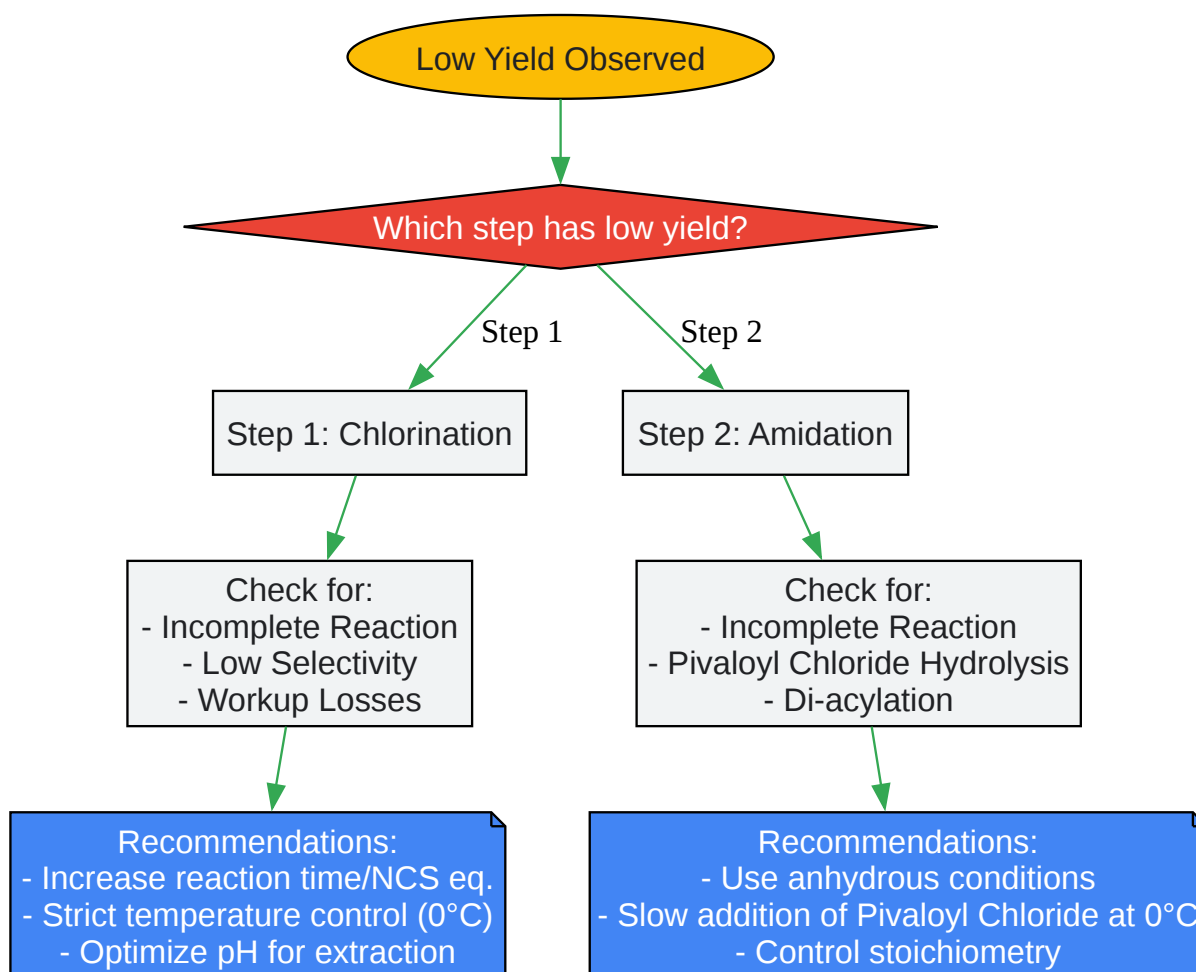 Low Yield Observed
Which step has low yield?
Step 1
Step 2
Step 1: Chlorination
Step 2: Amidation
Check for:
- Incomplete Reaction
- Low Selectivity
- Workup Losses
Check for:
- Incomplete Reaction
- Pivaloyl Chloride Hydrolysis
- Di-acylation
Recommendations:
- Increase reaction time/NCS eq.
- Strict temperature control (0°C)
- Optimize pH for extraction
Recommendations:
- Use anhydrous conditions
- Slow addition of Pivaloyl Chloride at 0°C
- Control stoichiometry